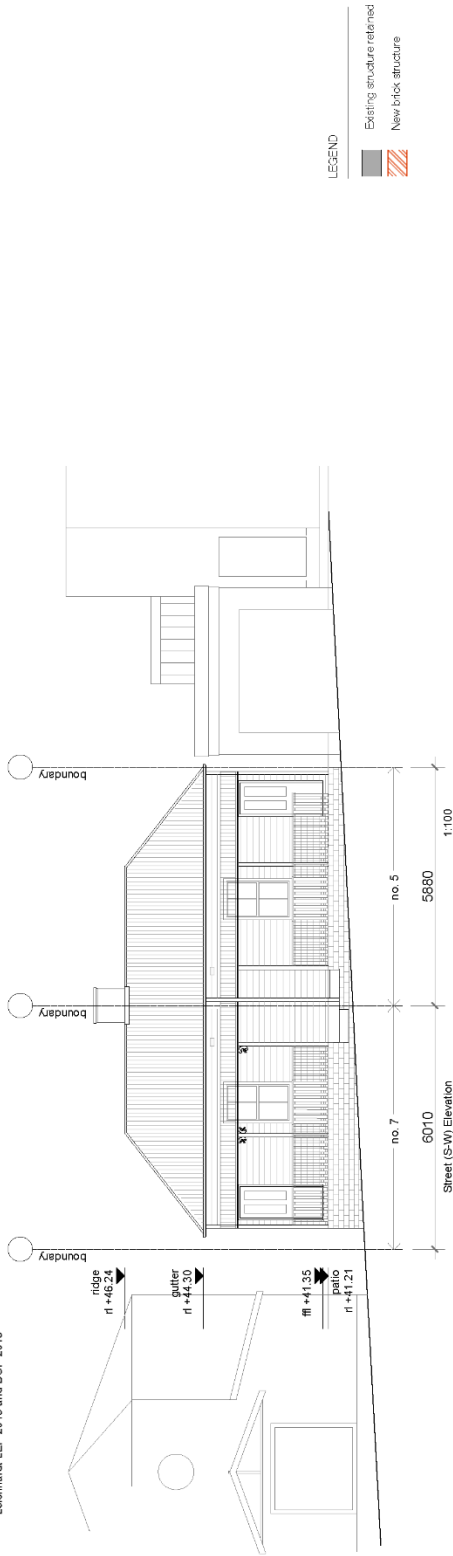 boundary
boundary
boundary
ridge
rl +46.24
gutter
rl +44.30
ffl +41.35
patio
rl +41.21
no. 7
no. 5
6010
5880
Street (S-W) Elevation
1:100
LEGEND
Existing structure retained
New brick structure